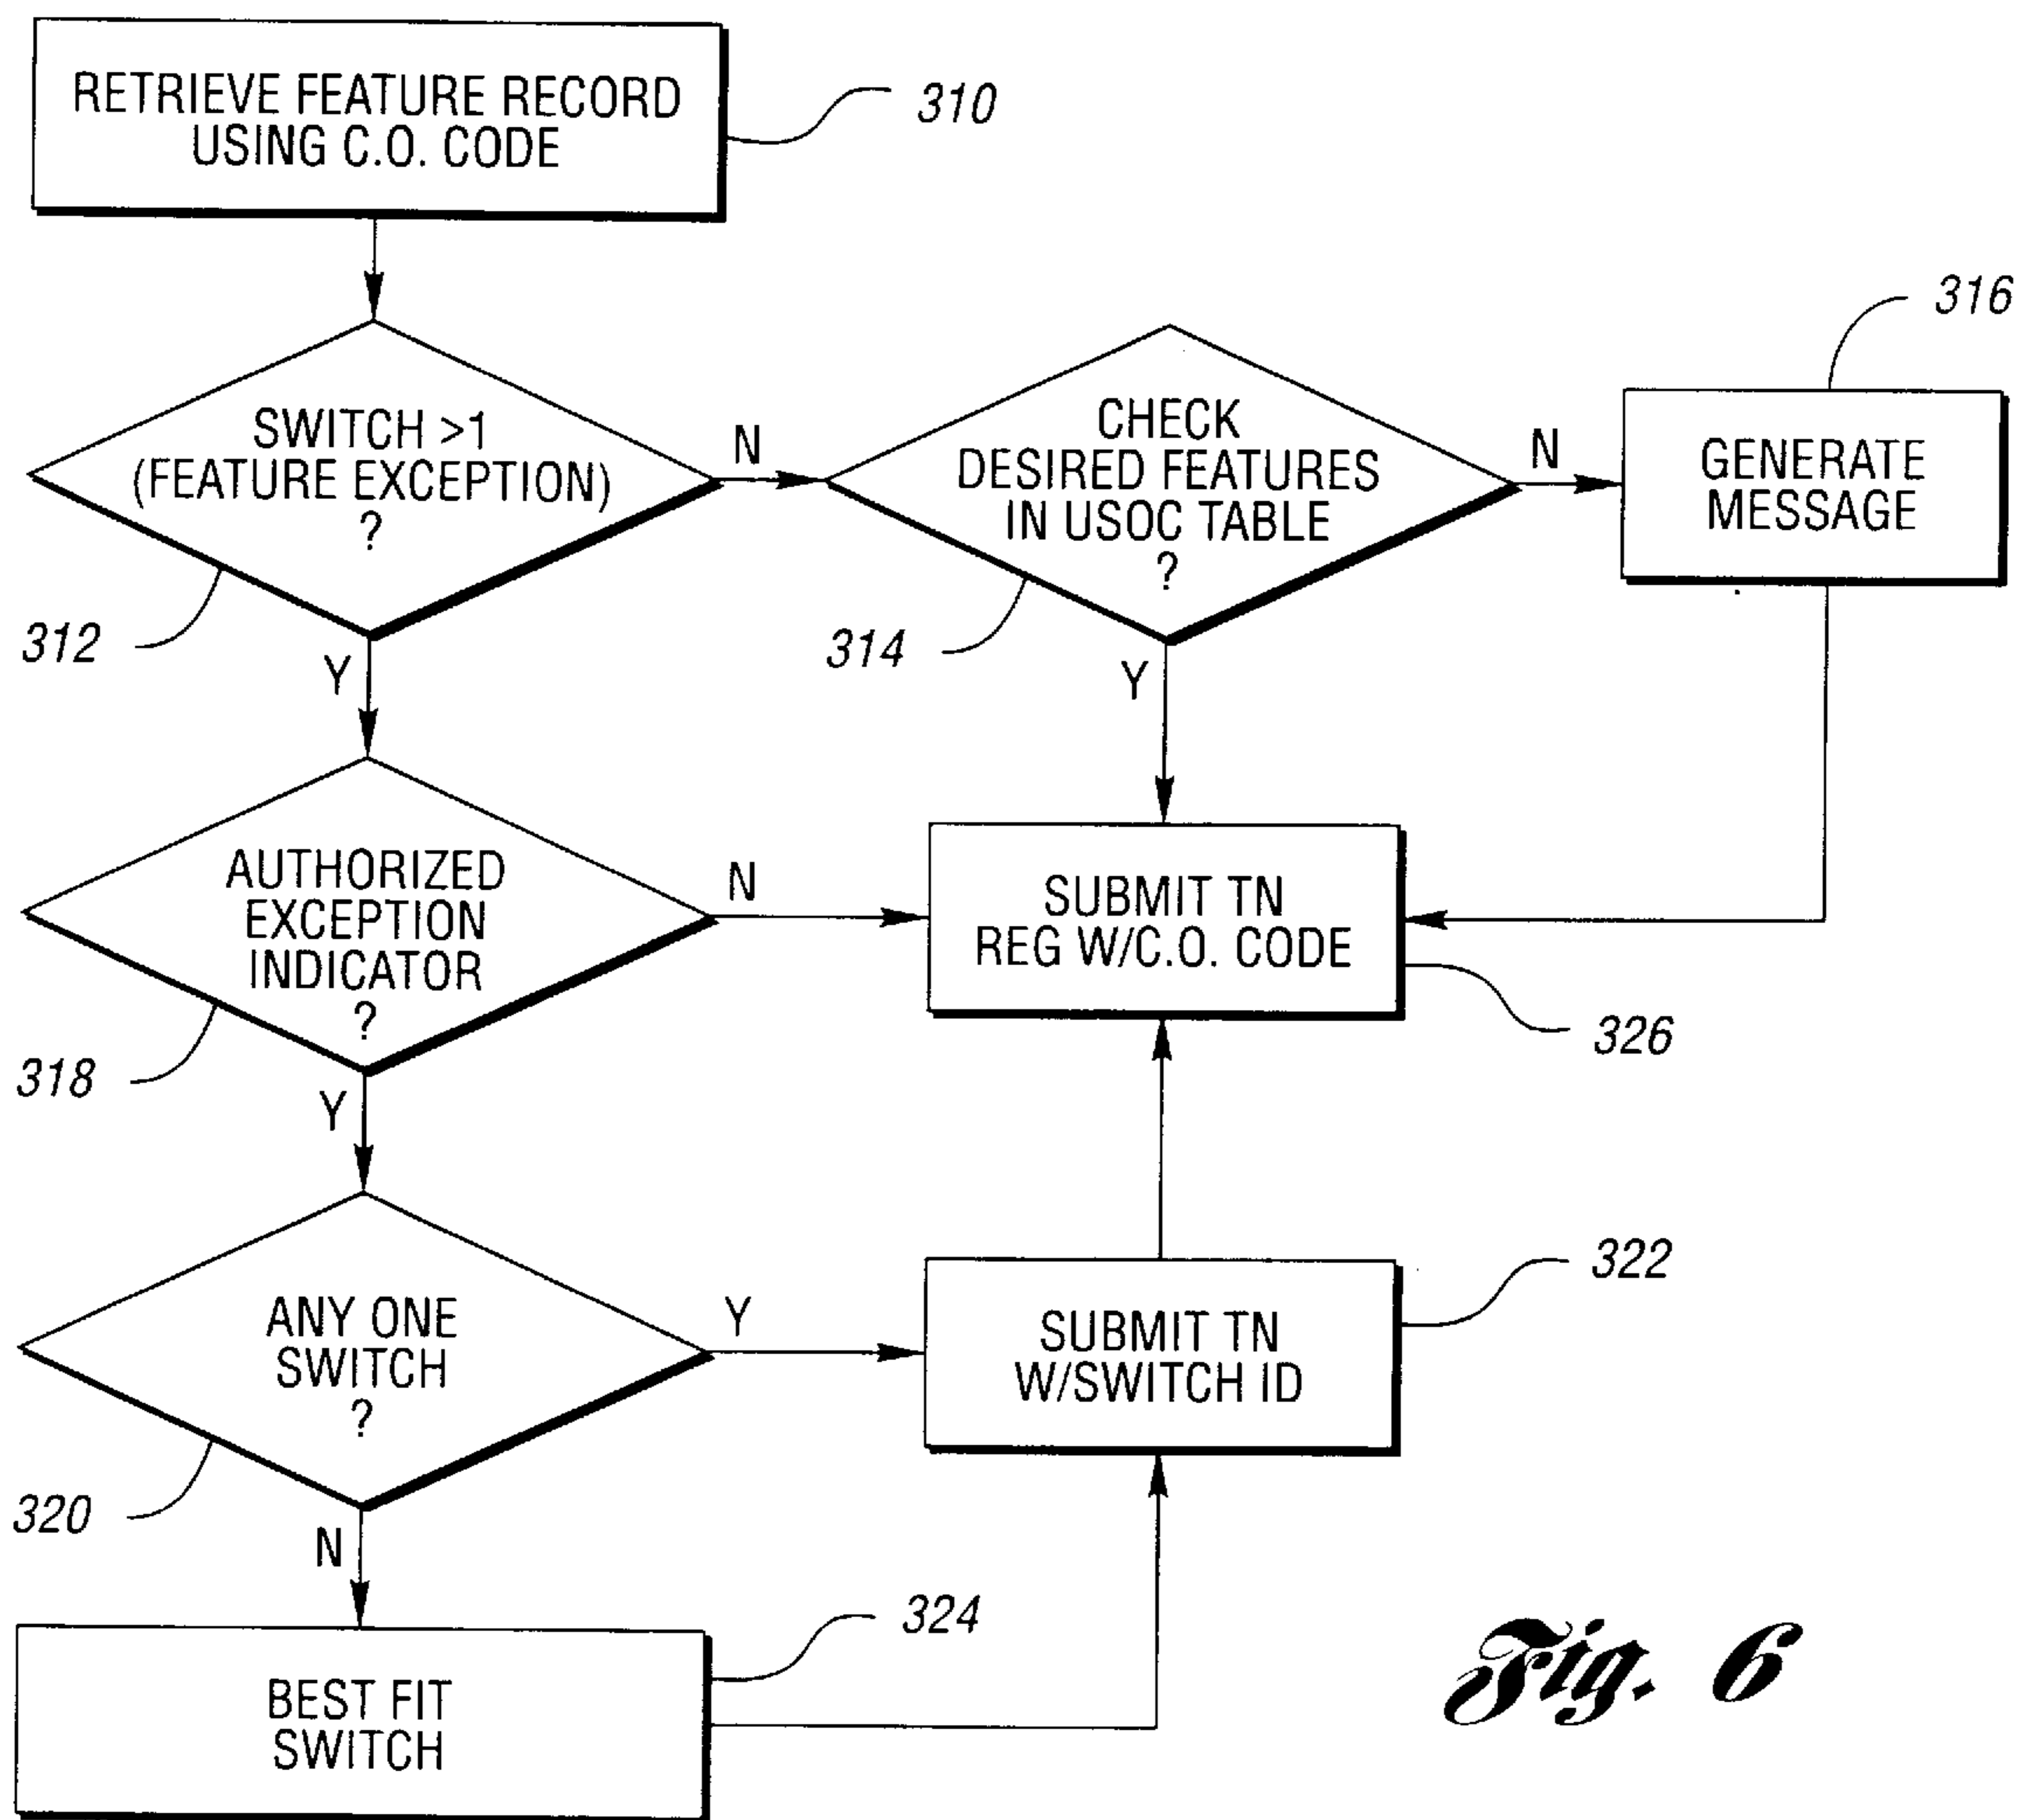 RETRIEVE FEATURE RECORD
USING C.O. CODE
310
SWITCH >1
(FEATURE EXCEPTION)
?
312
N
Y
CHECK
DESIRED FEATURES
IN USOC TABLE
?
314
N
Y
GENERATE
MESSAGE
316
AUTHORIZED
EXCEPTION
INDICATOR
?
318
N
Y
SUBMIT TN
REG W/C.O. CODE
326
ANY ONE
SWITCH
?
320
Y
N
SUBMIT TN
W/SWITCH ID
322
BEST FIT
SWITCH
324
Fig. 6